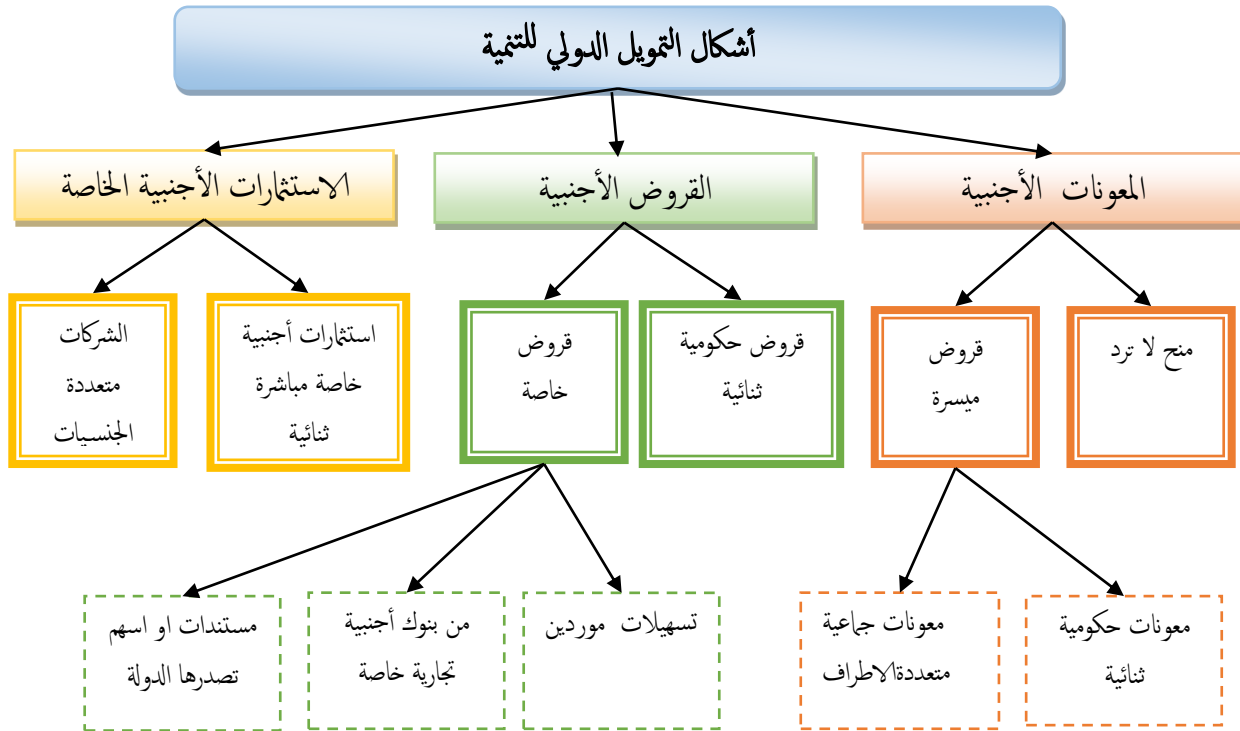 أشكال التمويل الدولي للتنمية
المعونات الأجنبية
القروض الأجنبية
الاستثمارات الأجنبية الخاصة
منح لا ترد
قروض
ميسرة
قروض حكومية
ثنائية
قروض
خاصة
استثمارات أجنبية
خاصة مباشرة
ثنائية
الشركات
متعددة
الجنسيات
معونات حكومية
ثنائية
معونات جماعية
متعددةالاطراف
تسهيلات موردين
من بنوك أجنبية
تجارية خاصة
مستندات او اسهم
تصدرها الدولة